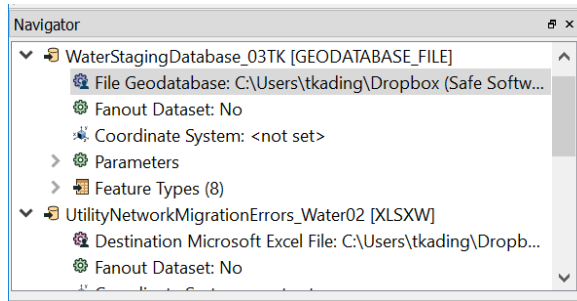 Navigator
WaterStagingDatabase_03TK [GEODATABASE_FILE]
File Geodatabase: C:\Users\tkading\Dropbox (Safe Softw...
Fanout Dataset: No
Coordinate System: <not set>
Parameters
Feature Types (8)
UtilityNetworkMigrationErrors_Water02 [XLSXW]
Destination Microsoft Excel File: C:\Users\tkading\Dropb...
Fanout Dataset: No